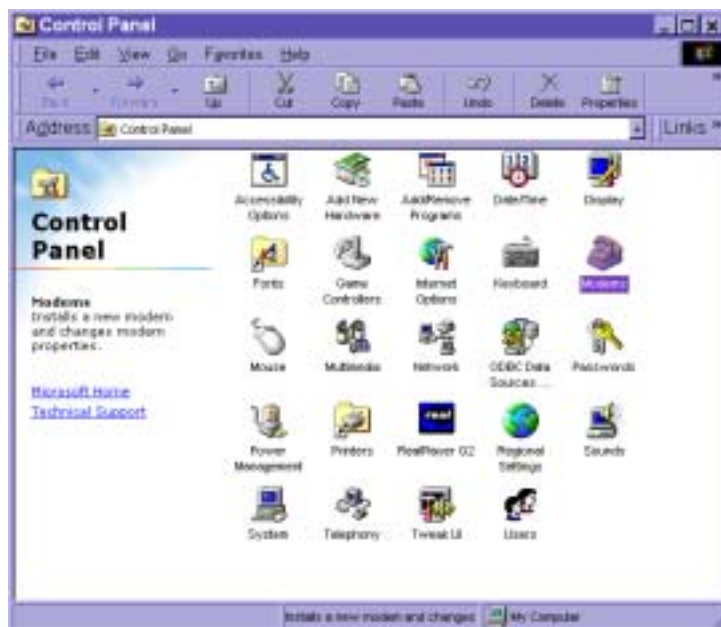 Control Panel
File Edit View Go Favorites Help
Back Forward Up Cut Copy Paste Undo Delete Properties
Address Control Panel Links
Control
Panel
Modems
Installs a new modem
and changes modem
properties.
Microsoft Home
Technical Support
Accessibility Options
Add New Hardware
Add/Remove Programs
Date/Time
Display
Fonts
Game Controllers
Internet Options
Keyboard
Modems
Mouse
Multimedia
Network
ODBC Data Sources ...
Passwords
Power Management
Printers
real
RealPlayer G2
Regional Settings
Sounds
System
Telephony
Tweak UI
Users
Installs a new modem and changes
My Computer